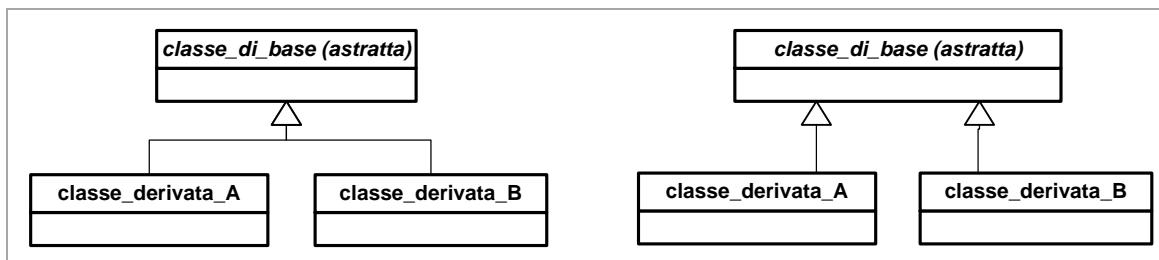 classe_di_base (astratta)
classe_di_base (astratta)
classe_derivata_A
classe_derivata_B
classe_derivata_A
classe_derivata_B